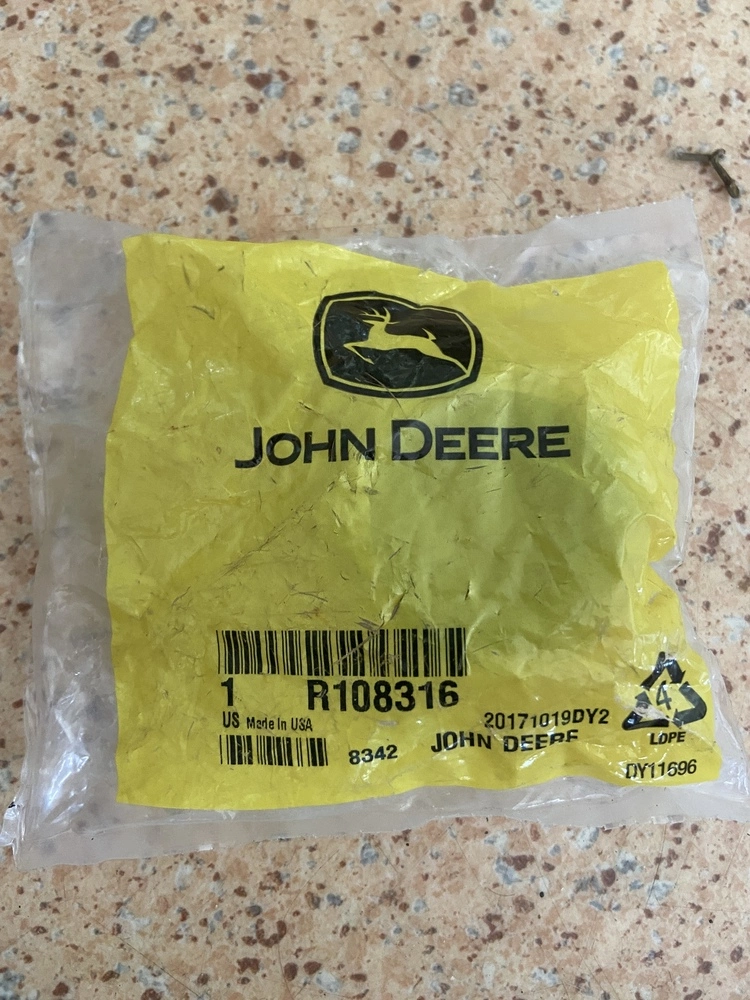 JOHN DEERE
1 R108316
US Made In USA
20171019DY2
8342 JOHN DEERE
4
LDPE
DY11696